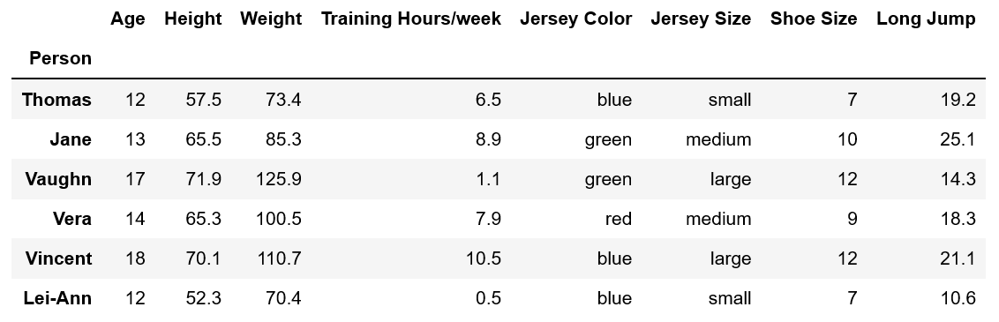 Age Height Weight Training Hours/week Jersey Color Jersey Size Shoe Size Long Jump
Person
Thomas 12 57.5 73.4 6.5 blue small 7 19.2
Jane 13 65.5 85.3 8.9 green medium 10 25.1
Vaughn 17 71.9 125.9 1.1 green large 12 14.3
Vera 14 65.3 100.5 7.9 red medium 9 18.3
Vincent 18 70.1 110.7 10.5 blue large 12 21.1
Lei-Ann 12 52.3 70.4 0.5 blue small 7 10.6